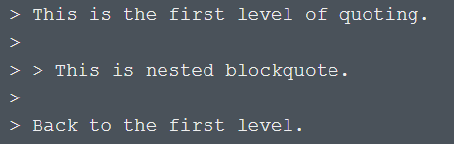 > This is the first level of quoting.
>
> > This is nested blockquote.
>
> Back to the first level.